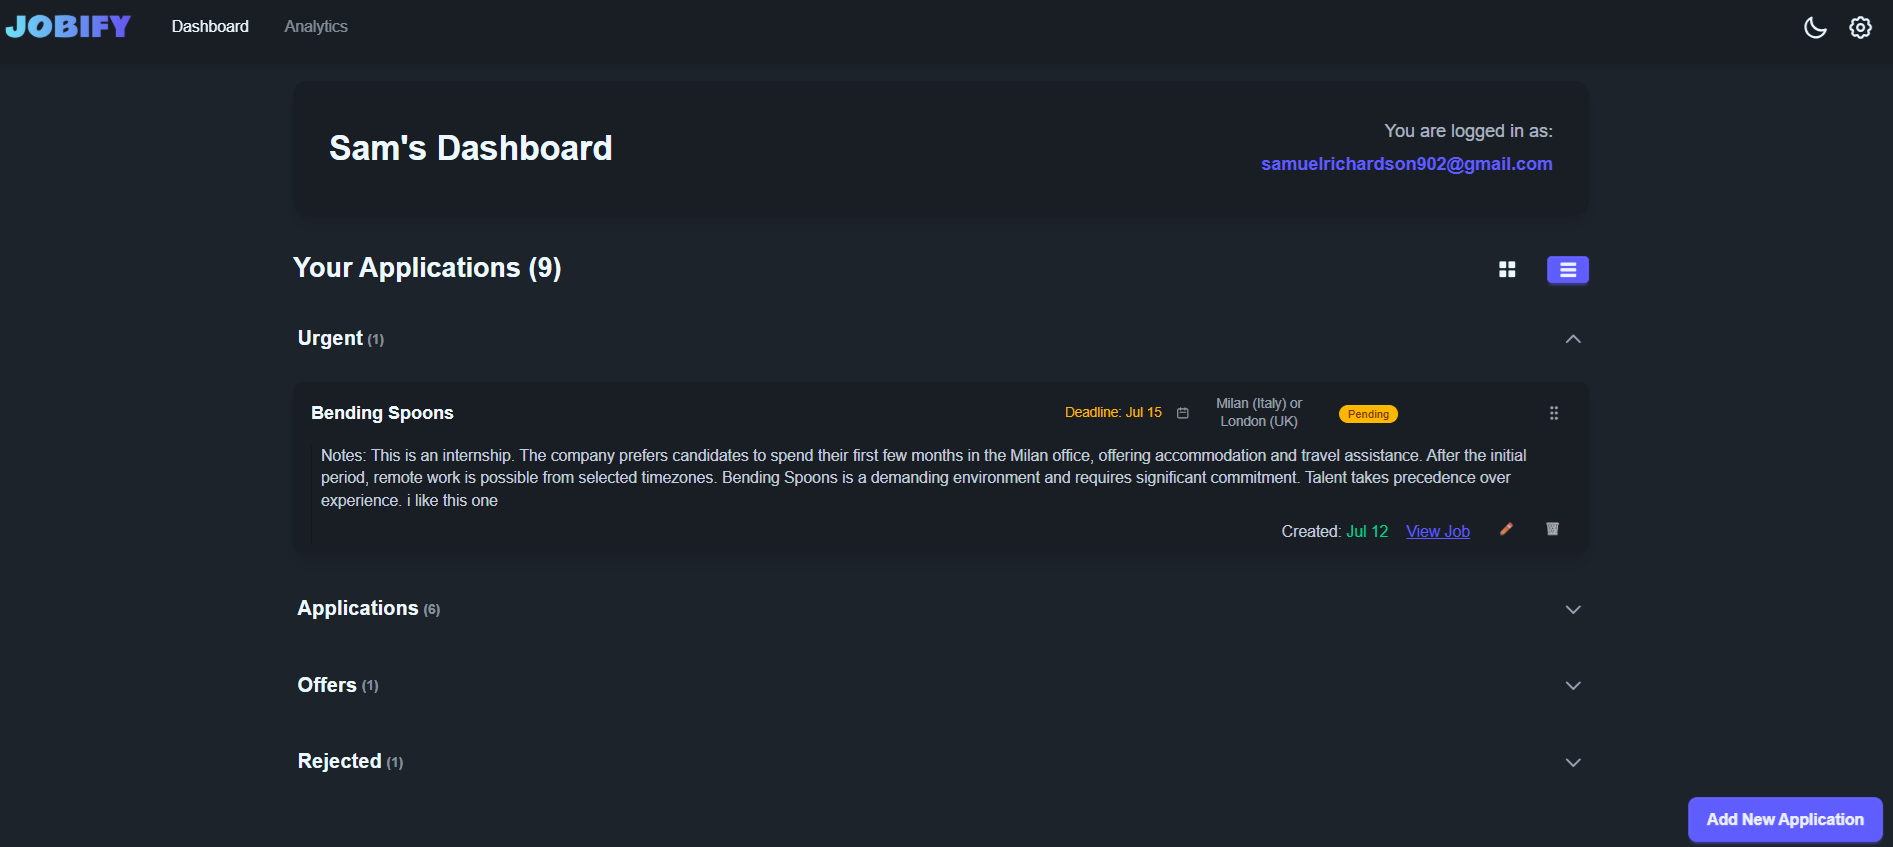 JOBIFY
Dashboard
Analytics
Sam's Dashboard
You are logged in as:
samuelrichardson902@gmail.com
Your Applications (9)
Urgent (1)
Bending Spoons
Deadline: Jul 15
Milan (Italy) or
London (UK)
Pending
Notes: This is an internship. The company prefers candidates to spend their first few months in the Milan office, offering accommodation and travel assistance. After the initial
period, remote work is possible from selected timezones. Bending Spoons is a demanding environment and requires significant commitment. Talent takes precedence over
experience. i like this one
Created: Jul 12
View Job
Applications (6)
Offers (1)
Rejected (1)
Add New Application